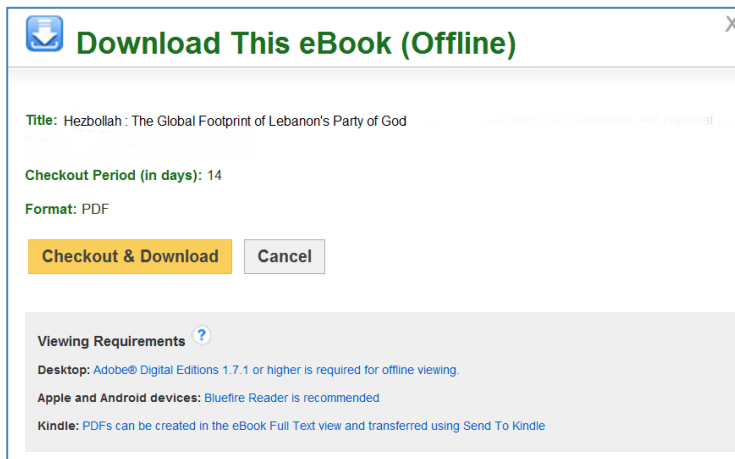 Download This eBook (Offline)
X
Title: Hezbollah : The Global Footprint of Lebanon's Party of God
Checkout Period (in days): 14
Format: PDF
Checkout & Download Cancel
Viewing Requirements ?
Desktop: Adobe® Digital Editions 1.7.1 or higher is required for offline viewing.
Apple and Android devices: Bluefire Reader is recommended
Kindle: PDFs can be created in the eBook Full Text view and transferred using Send To Kindle